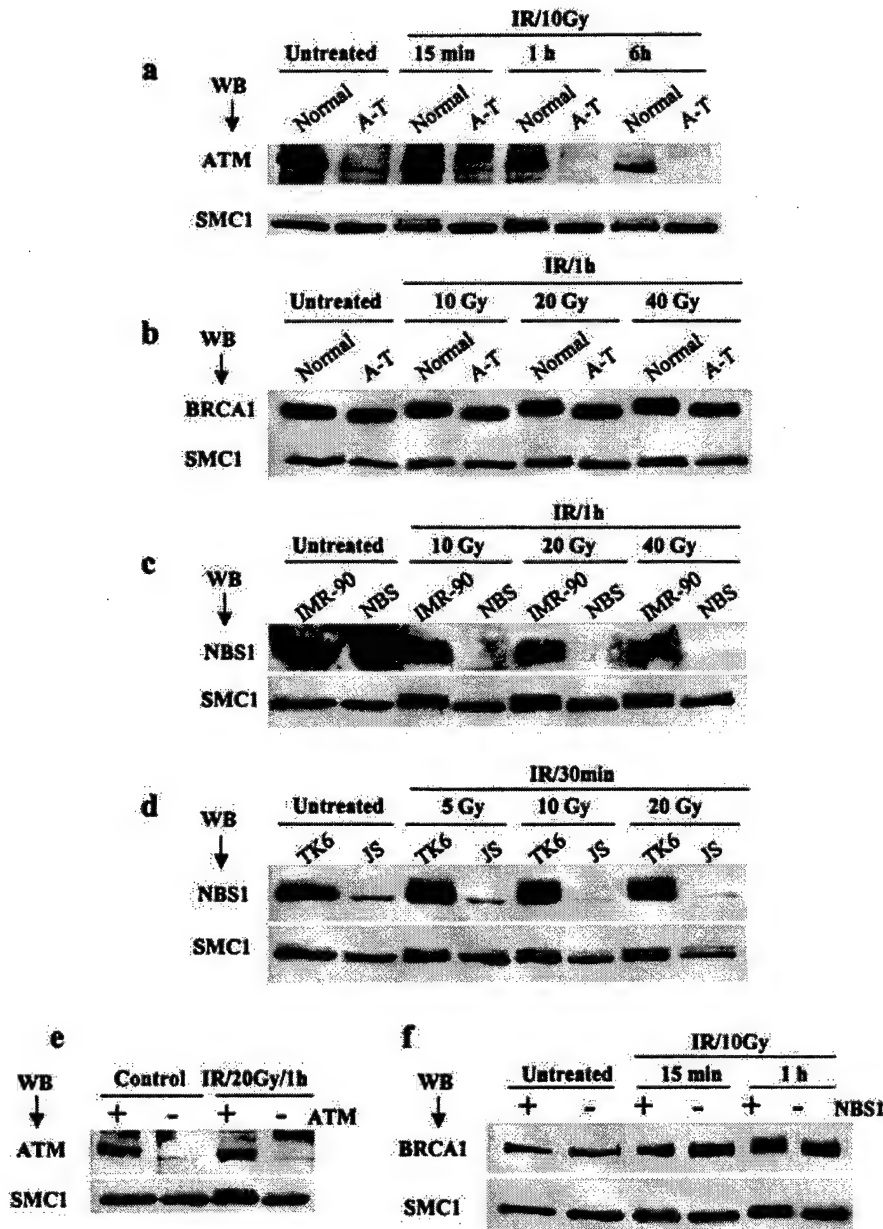 a
IR/10Gy
Untreated 15 min 1 h 6h
WB
Normal A-T Normal A-T Normal A-T Normal A-T
ATM
SMC1
b
IR/1h
Untreated 10 Gy 20 Gy 40 Gy
WB
Normal A-T Normal A-T Normal A-T Normal A-T
BRCA1
SMC1
c
IR/1h
Untreated 10 Gy 20 Gy 40 Gy
WB
IMR-90 NBS IMR-90 NBS IMR-90 NBS IMR-90 NBS
NBS1
SMC1
d
IR/30min
Untreated 5 Gy 10 Gy 20 Gy
WB
TK6 JS TK6 JS TK6 JS TK6 JS
NBS1
SMC1
e
Control IR/20Gy/1h
WB
+ - + - ATM
ATM
SMC1
f
IR/10Gy
Untreated 15 min 1 h
WB
+ - + - + - NBS1
BRCA1
SMC1